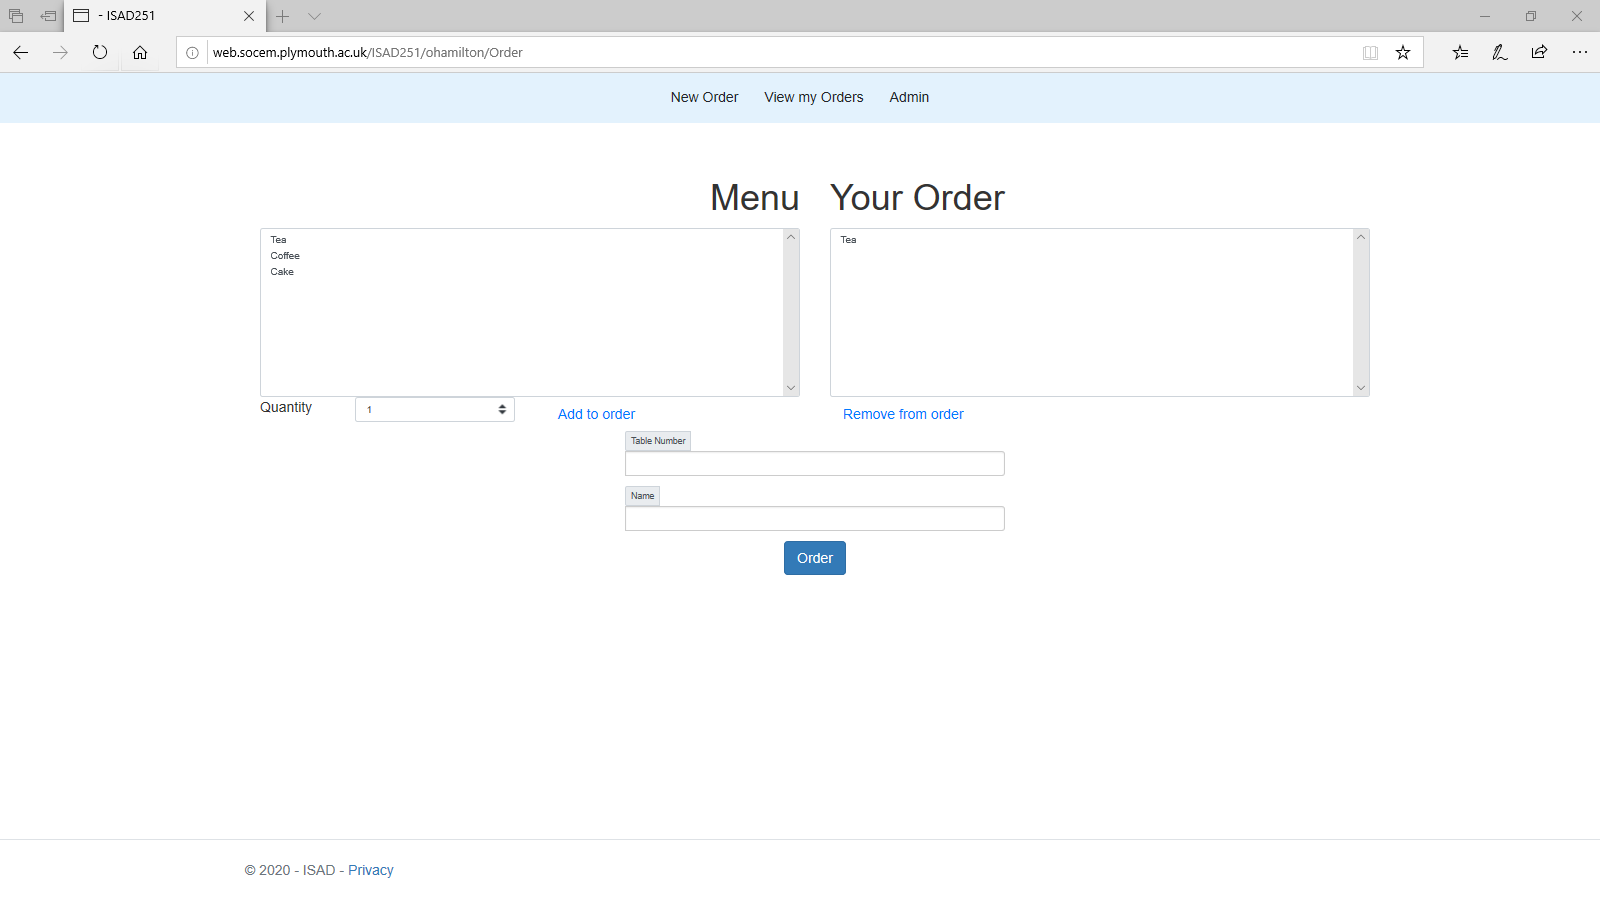 - ISAD251
web.socem.plymouth.ac.uk/ISAD251/ohamilton/Order
New Order View my Orders Admin
Menu Your Order
Tea
Coffee
Cake
Tea
Quantity 1 Add to order Remove from order
Table Number
Name
Order
© 2020 - ISAD - Privacy